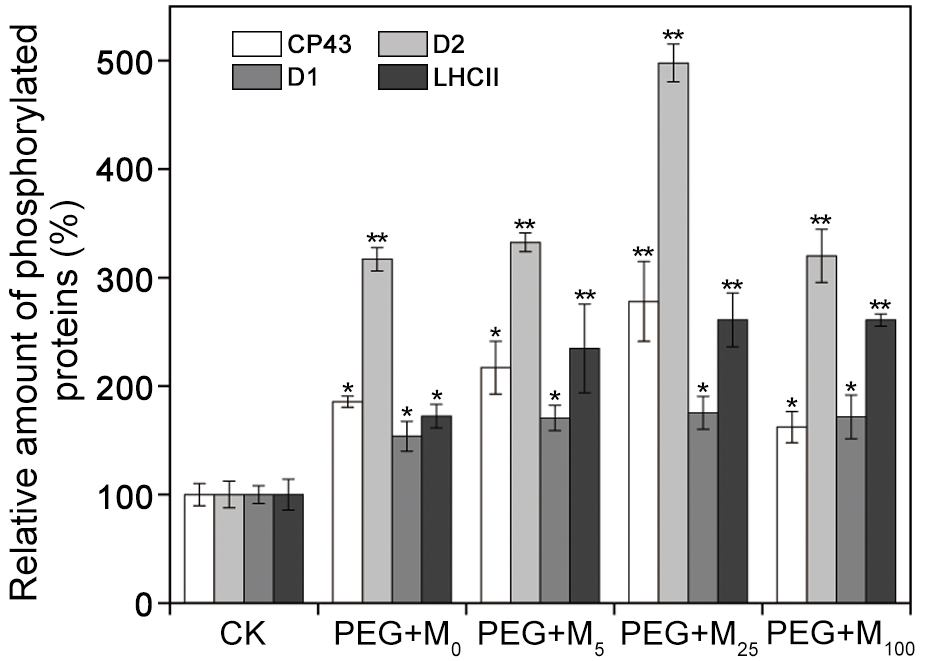 Relative amount of phosphorylated
proteins (%)
500
400
300
200
100
0
CP43 D2
D1 LHCII
** ** ** ** **
* * * * ** * ** * ** * * **
CK PEG+M0 PEG+M5 PEG+M25 PEG+M100